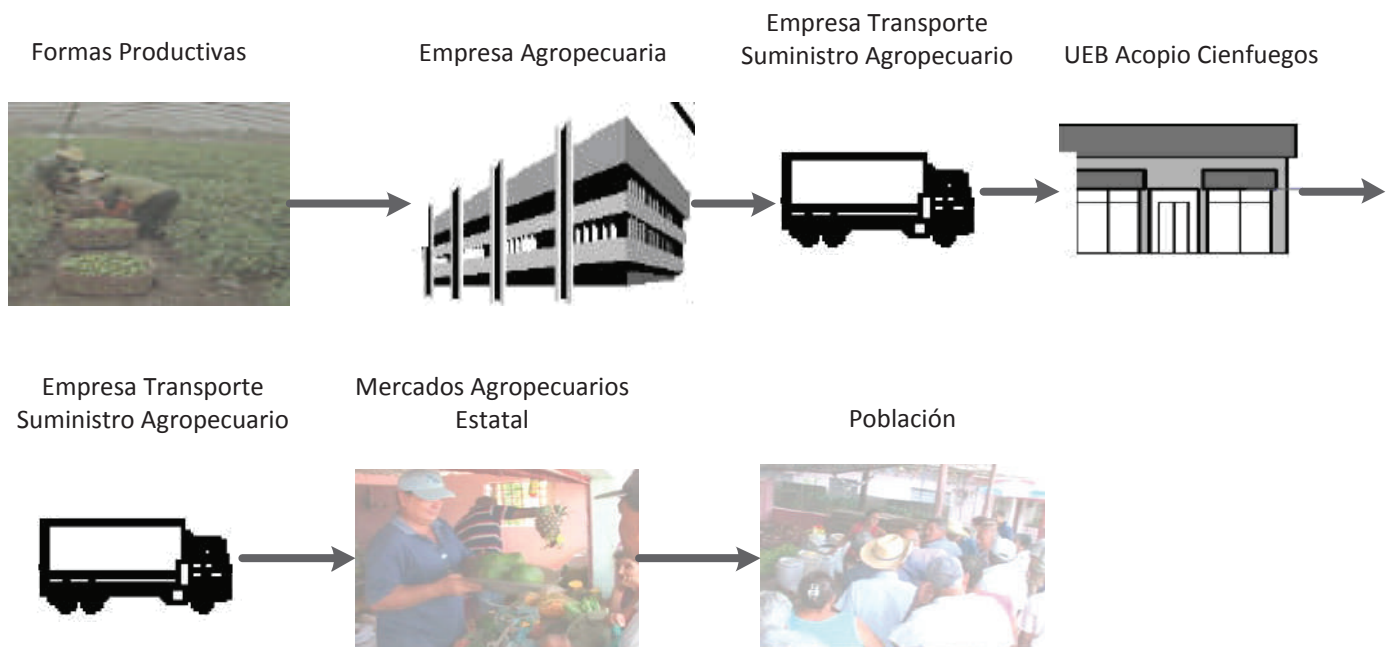 Formas Productivas
Empresa Agropecuaria
Empresa Transporte
Suministro Agropecuario
UEB Acopio Cienfuegos
Empresa Transporte
Suministro Agropecuario
Mercados Agropecuarios
Estatal
Población